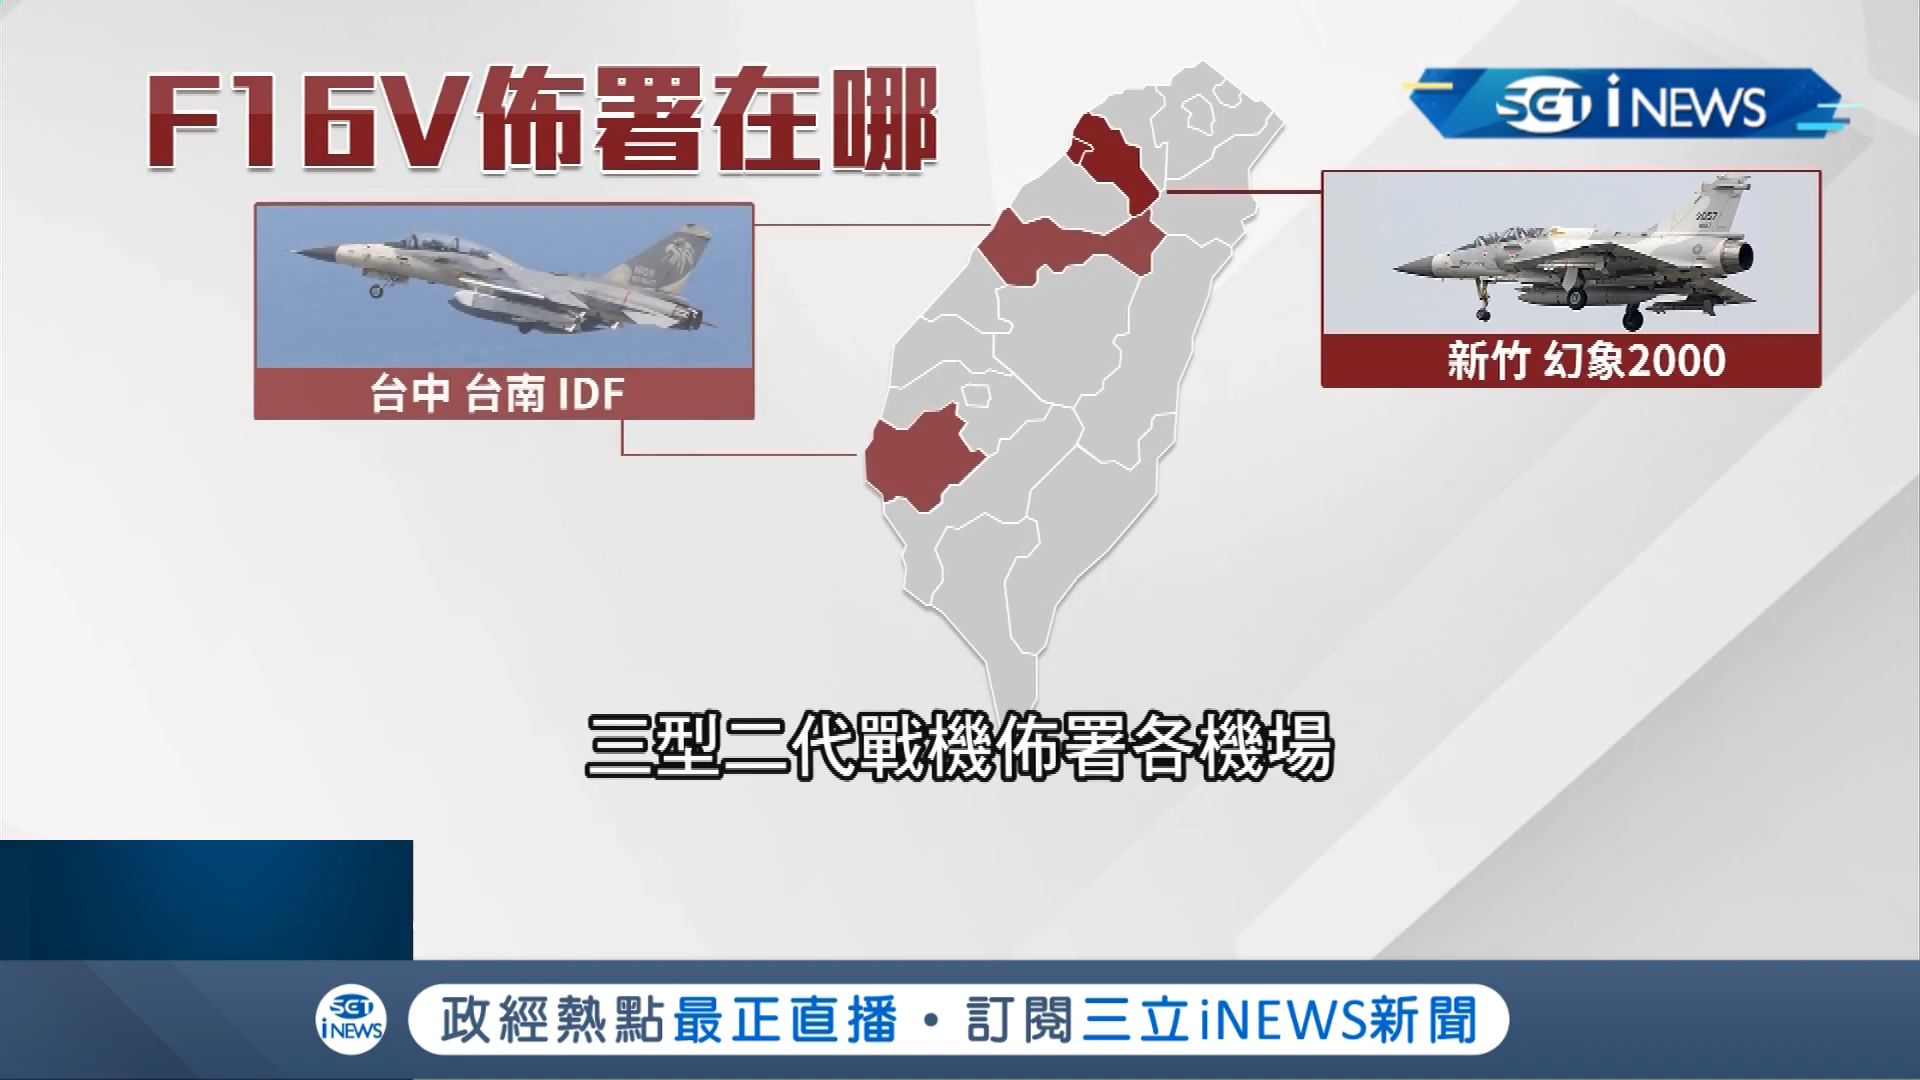 F16V佈署在哪
SET iNEWS
台中 台南 IDF
新竹 幻象2000
2057
三型二代戰機佈署各機場
SET iNEWS
政經熱點最正直播・訂閱三立iNEWS新聞